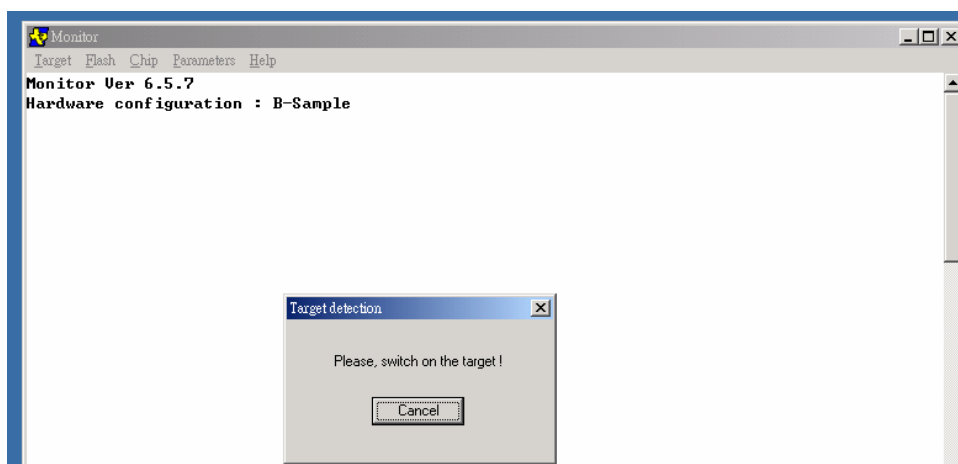 Monitor
Target Flash Chip Parameters Help
Monitor Ver 6.5.7
Hardware configuration : B-Sample
Target detection
Please, switch on the target !
Cancel